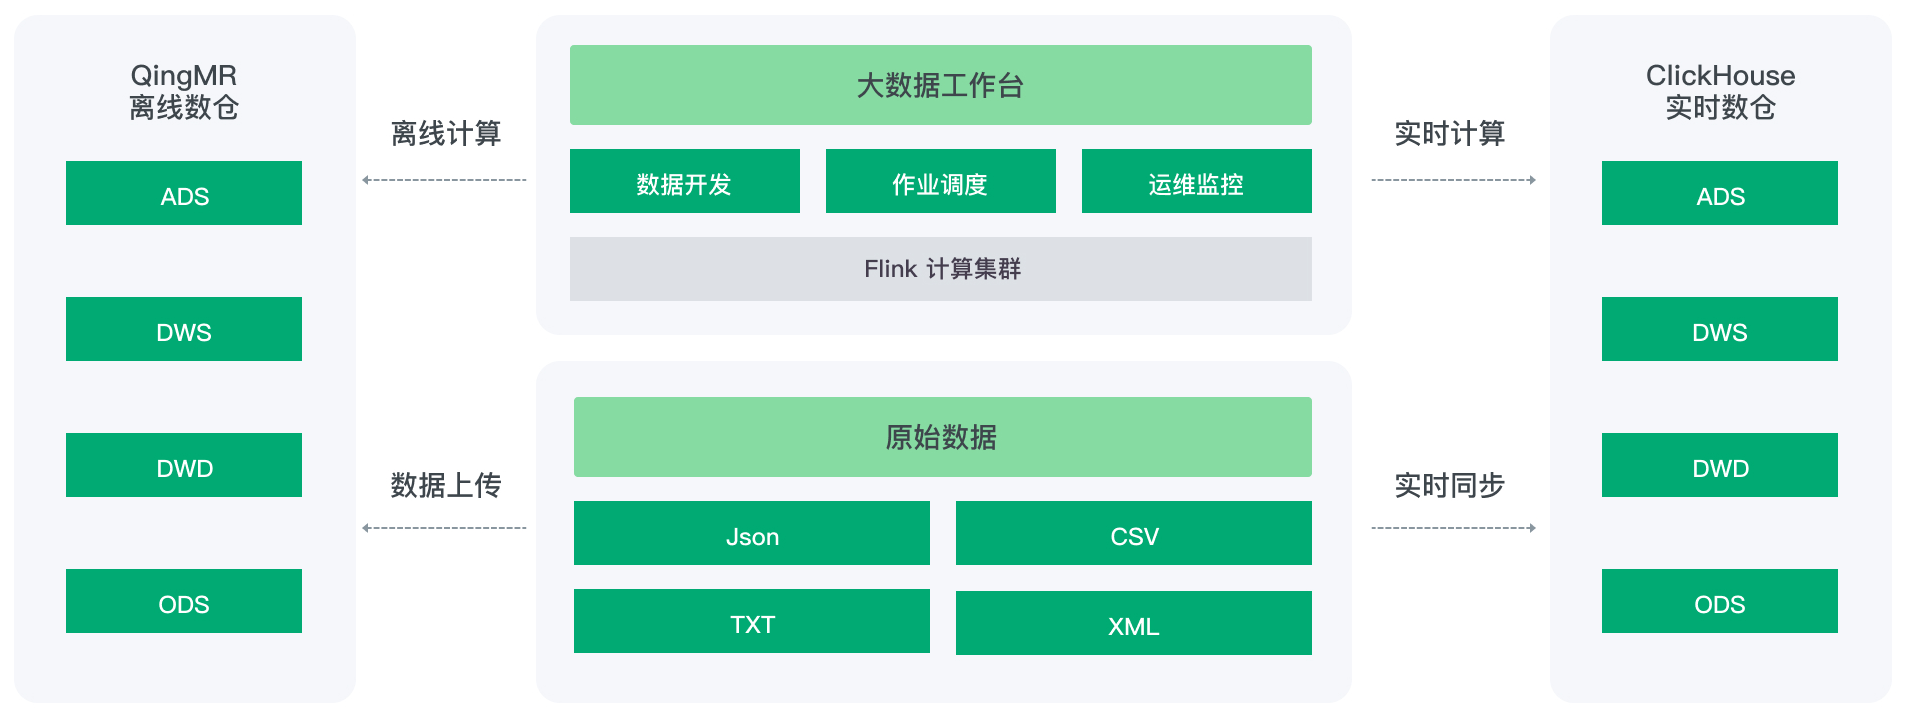 QingMR
离线数仓
ADS
DWS
DWD
ODS
离线计算
数据上传
大数据工作台
数据开发
作业调度
运维监控
Flink 计算集群
原始数据
Json
CSV
TXT
XML
实时计算
实时同步
ClickHouse
实时数仓
ADS
DWS
DWD
ODS